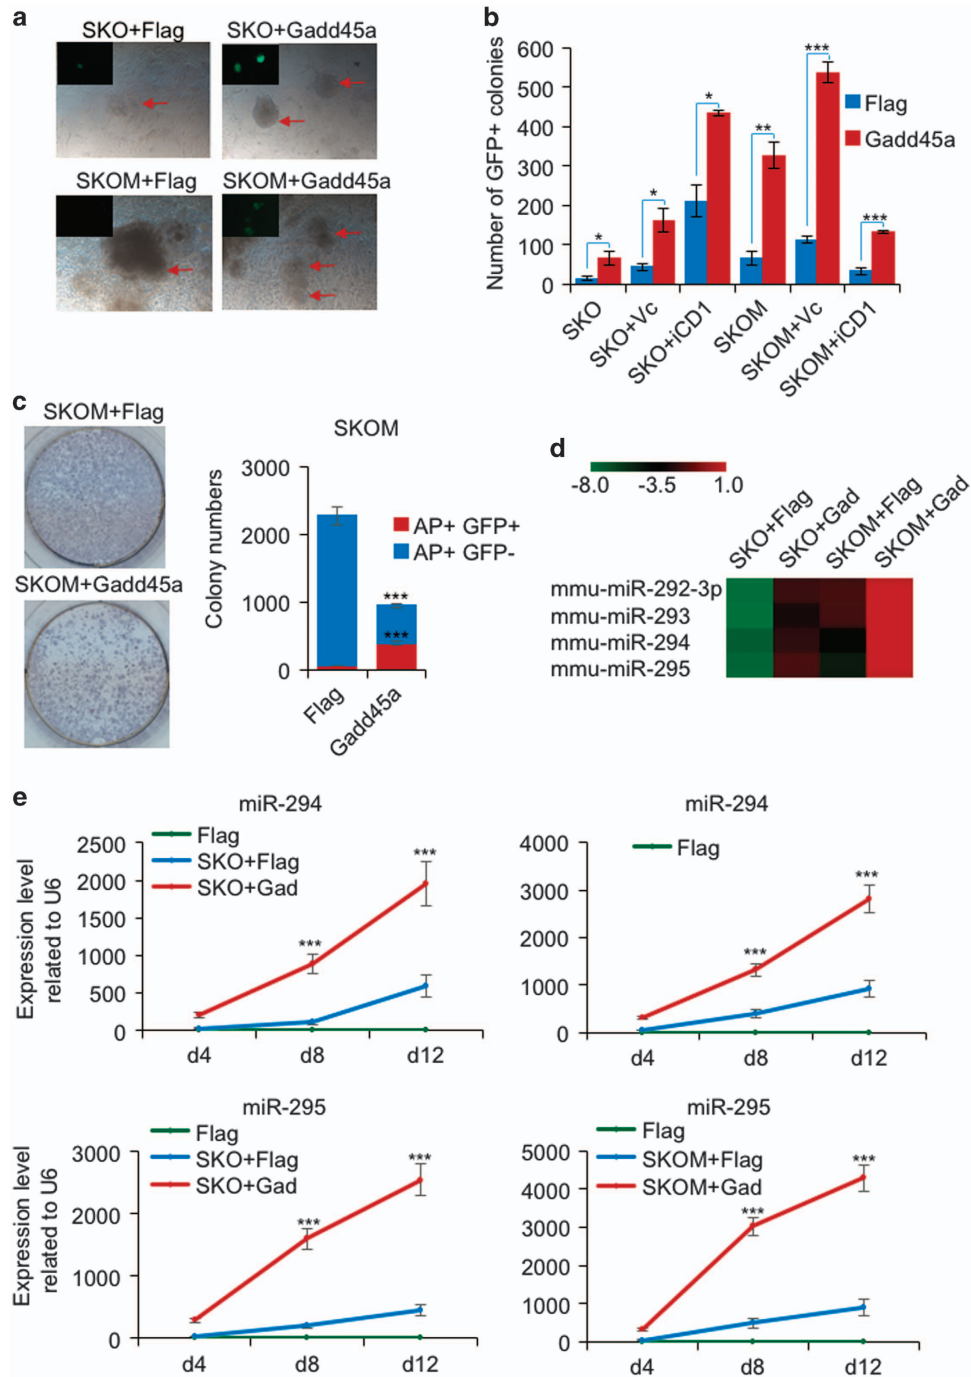 a
SKO+Flag
SKO+Gadd45a
SKOM+Flag
SKOM+Gadd45a
b
Number of GFP+ colonies
600
500
400
300
200
100
0
*
*
*
**
***
***
Flag
Gadd45a
SKO
SKO+Vc
SKO+iCD1
SKOM
SKOM+Vc
SKOM+iCD1
c
SKOM+Flag
SKOM+Gadd45a
SKOM
Colony numbers
3000
2000
1000
0
AP+ GFP+
AP+ GFP-
***
***
Flag
Gadd45a
d
-8.0 -3.5 1.0
SKO+Flag
SKO+Gad
SKOM+Flag
SKOM+Gad
mmu-miR-292-3p
mmu-miR-293
mmu-miR-294
mmu-miR-295
e
miR-294
Expression level
related to U6
2500
2000
1500
1000
500
0
Flag
SKO+Flag
SKO+Gad
***
***
d4 d8 d12
miR-294
4000
3000
2000
1000
0
Flag
***
***
d4 d8 d12
miR-295
Expression level
related to U6
3000
2000
1000
0
Flag
SKO+Flag
SKO+Gad
***
***
d4 d8 d12
miR-295
5000
4000
3000
2000
1000
0
Flag
SKOM+Flag
SKOM+Gad
***
***
d4 d8 d12